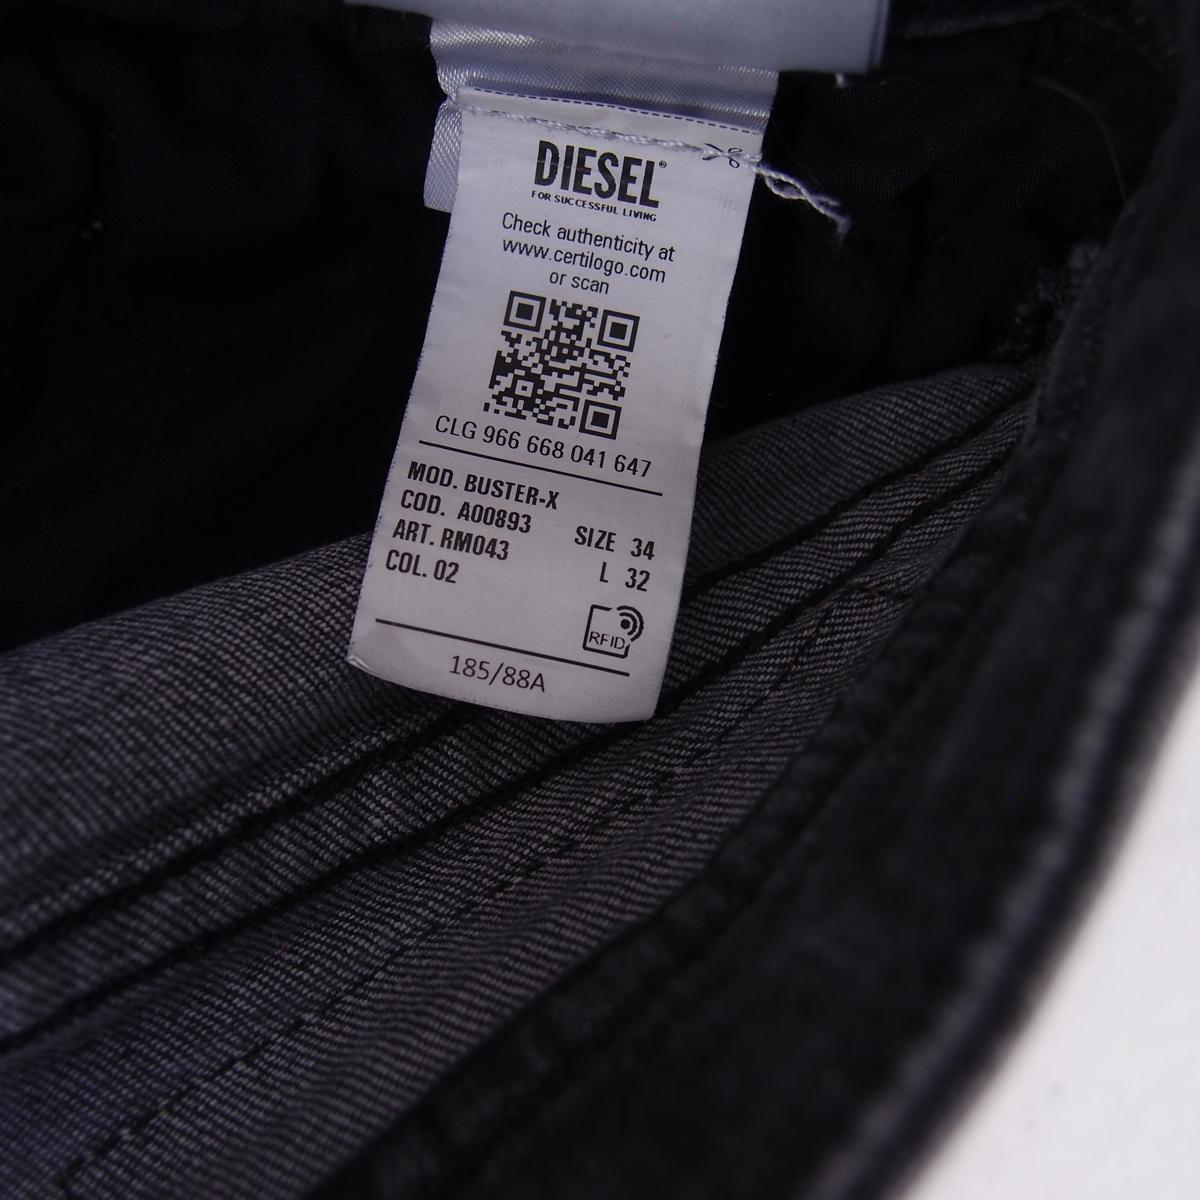 DIESEL®
FOR SUCCESSFUL LIVING
Check authenticity at
www.certilogo.com
or scan
CLG 966 668 041 647
MOD. BUSTER-X
COD. A00893
ART. RM043 SIZE 34
COL. 02 L 32
RFID
185/88A